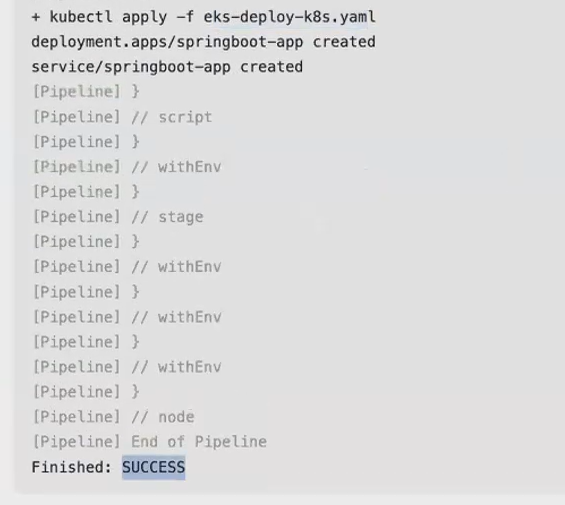 + kubectl apply -f eks-deploy-k8s.yaml
deployment.apps/springboot-app created
service/springboot-app created
[Pipeline] }
[Pipeline] // script
[Pipeline] }
[Pipeline] // withEnv
[Pipeline] }
[Pipeline] // stage
[Pipeline] }
[Pipeline] // withEnv
[Pipeline] }
[Pipeline] // withEnv
[Pipeline] }
[Pipeline] // withEnv
[Pipeline] }
[Pipeline] // node
[Pipeline] End of Pipeline
Finished: SUCCESS